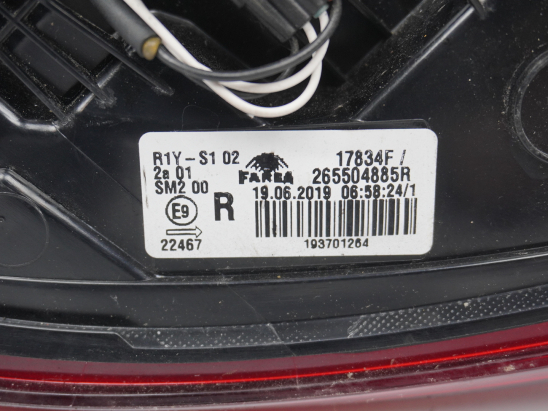 R1Y-S1 02
2a 01
SM2 00
E9
22467
R
FARBA
17834F /
265504885R
19.06.2019 06:58:24/1
193701264